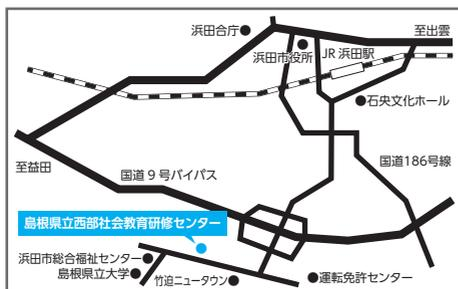 浜田合庁●
至出雲
浜田市役所
JR 浜田駅
●石央文化ホール
至益田
国道9号バイパス
国道186号線
島根県立西部社会教育研修センター
浜田市総合福祉センター●
島根県立大学●
竹迫ニュータウン●
●運転免許センター